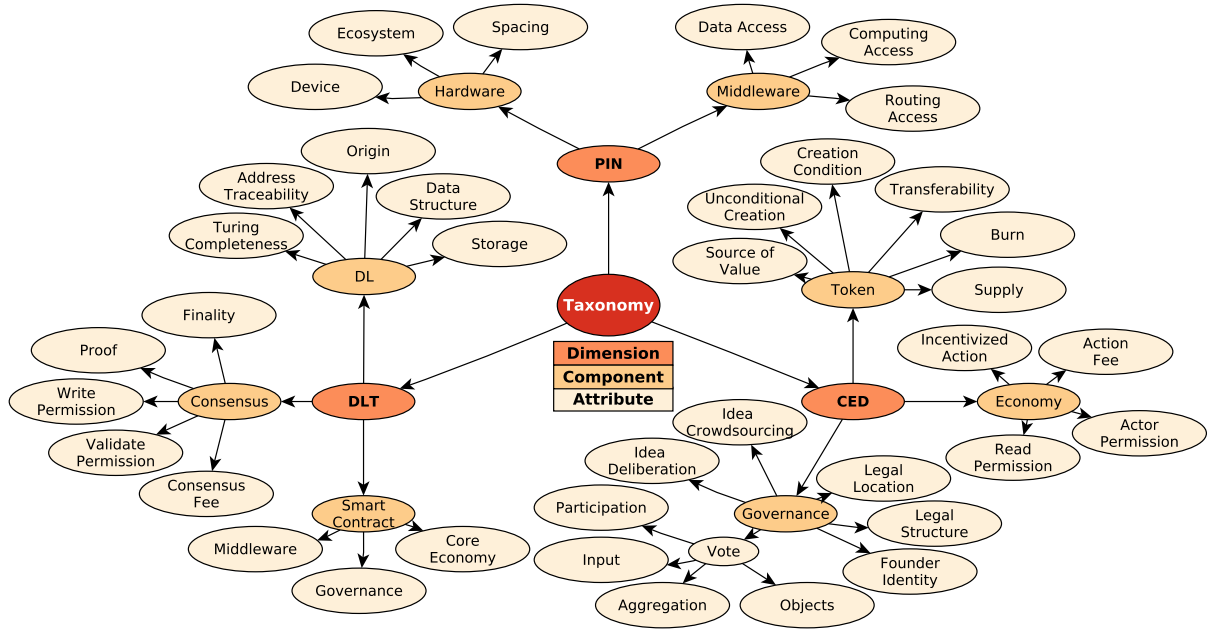 Ecosystem
Spacing
Device
Hardware
Data Access
Computing
Access
Middleware
Routing
Access
PIN
Origin
Address
Traceability
Data
Structure
Turing
Completeness
Storage
DL
Creation
Condition
Transferability
Unconditional
Creation
Burn
Source of
Value
Supply
Token
Taxonomy
Dimension
Component
Attribute
Finality
Proof
Write
Permission
Consensus
Validate
Permission
Consensus
Fee
DLT
Smart
Contract
Middleware
Core
Economy
Governance
CED
Incentivized
Action
Action
Fee
Economy
Actor
Permission
Read
Permission
Idea
Crowdsourcing
Idea
Deliberation
Legal
Location
Governance
Legal
Structure
Founder
Identity
Participation
Vote
Input
Aggregation
Objects